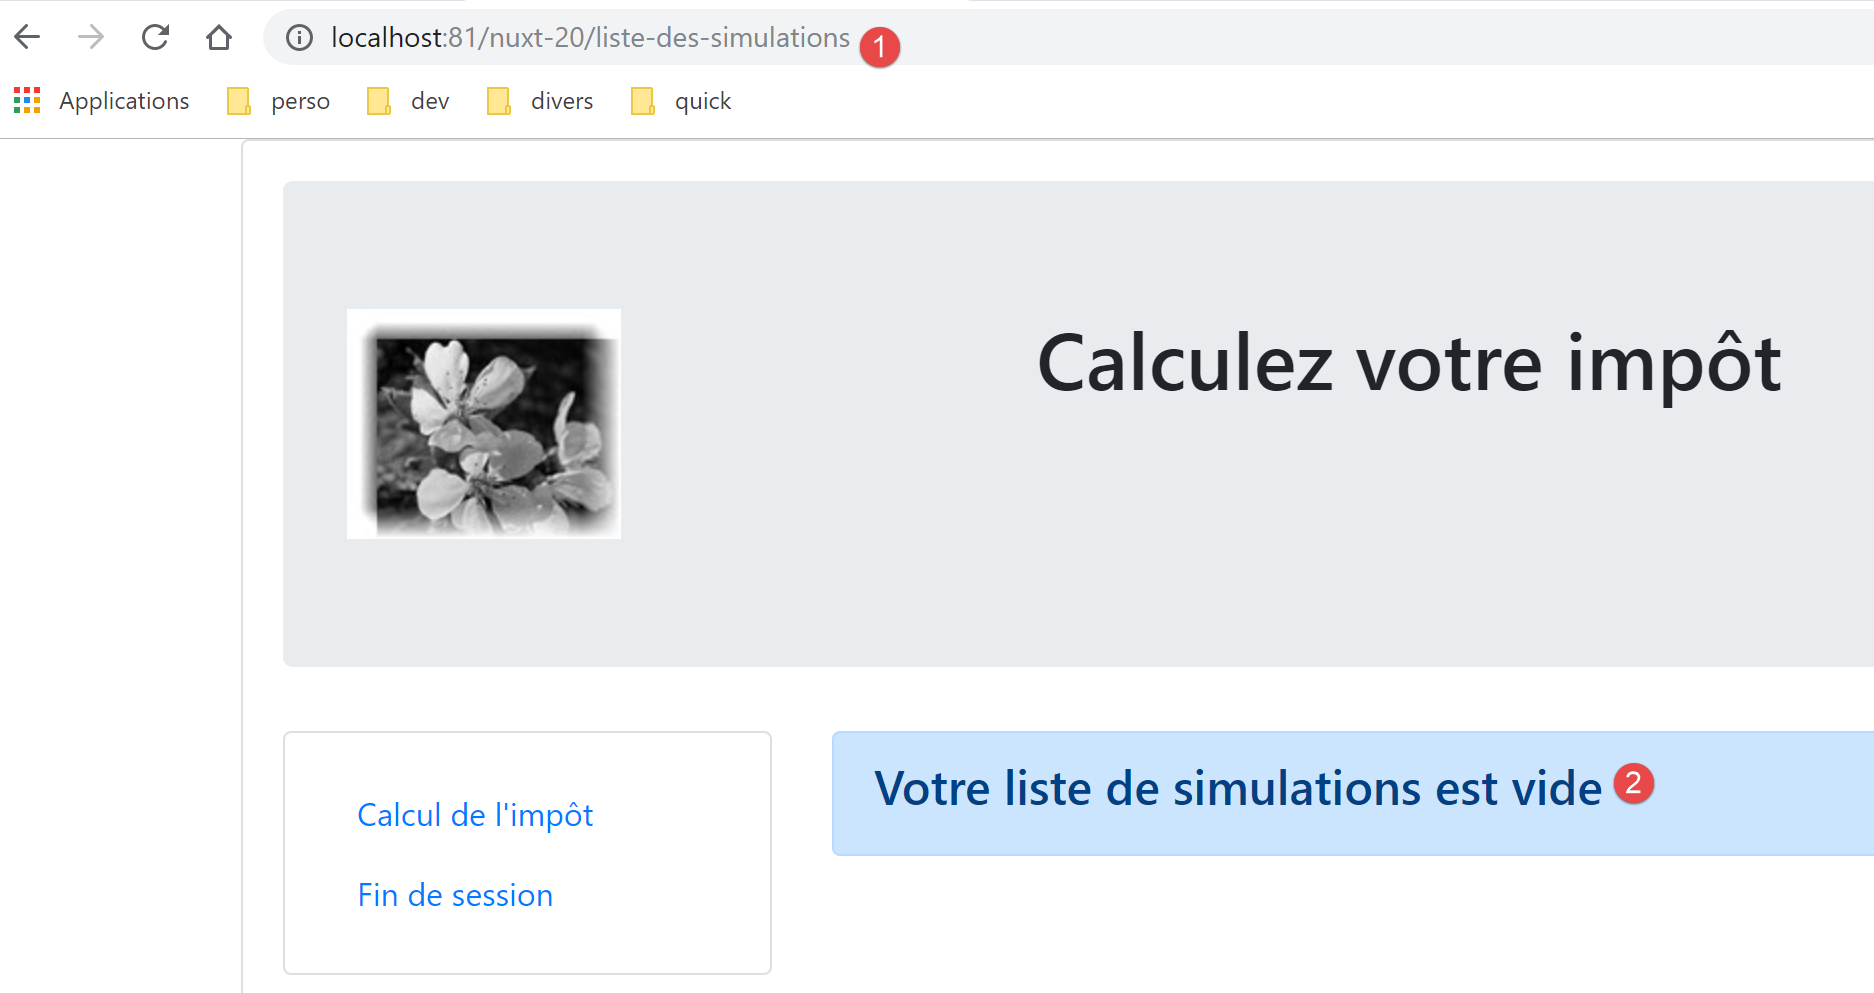 localhost:81/nuxt-20/liste-des-simulations 1
Applications perso dev divers quick
Calculez votre impôt
Calcul de l'impôt
Fin de session
Votre liste de simulations est vide 2